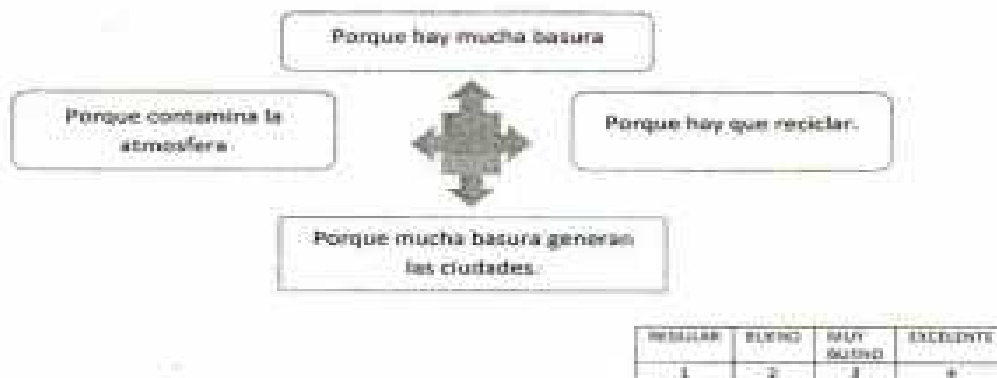 Porque hay mucha basura
Porque contamina la
atmosfera
Porque hay que reciclar.
Porque mucha basura generan
las ciudades.
REGULAR BUENO MUY BUENO EXCELENTE
1 2 3 4